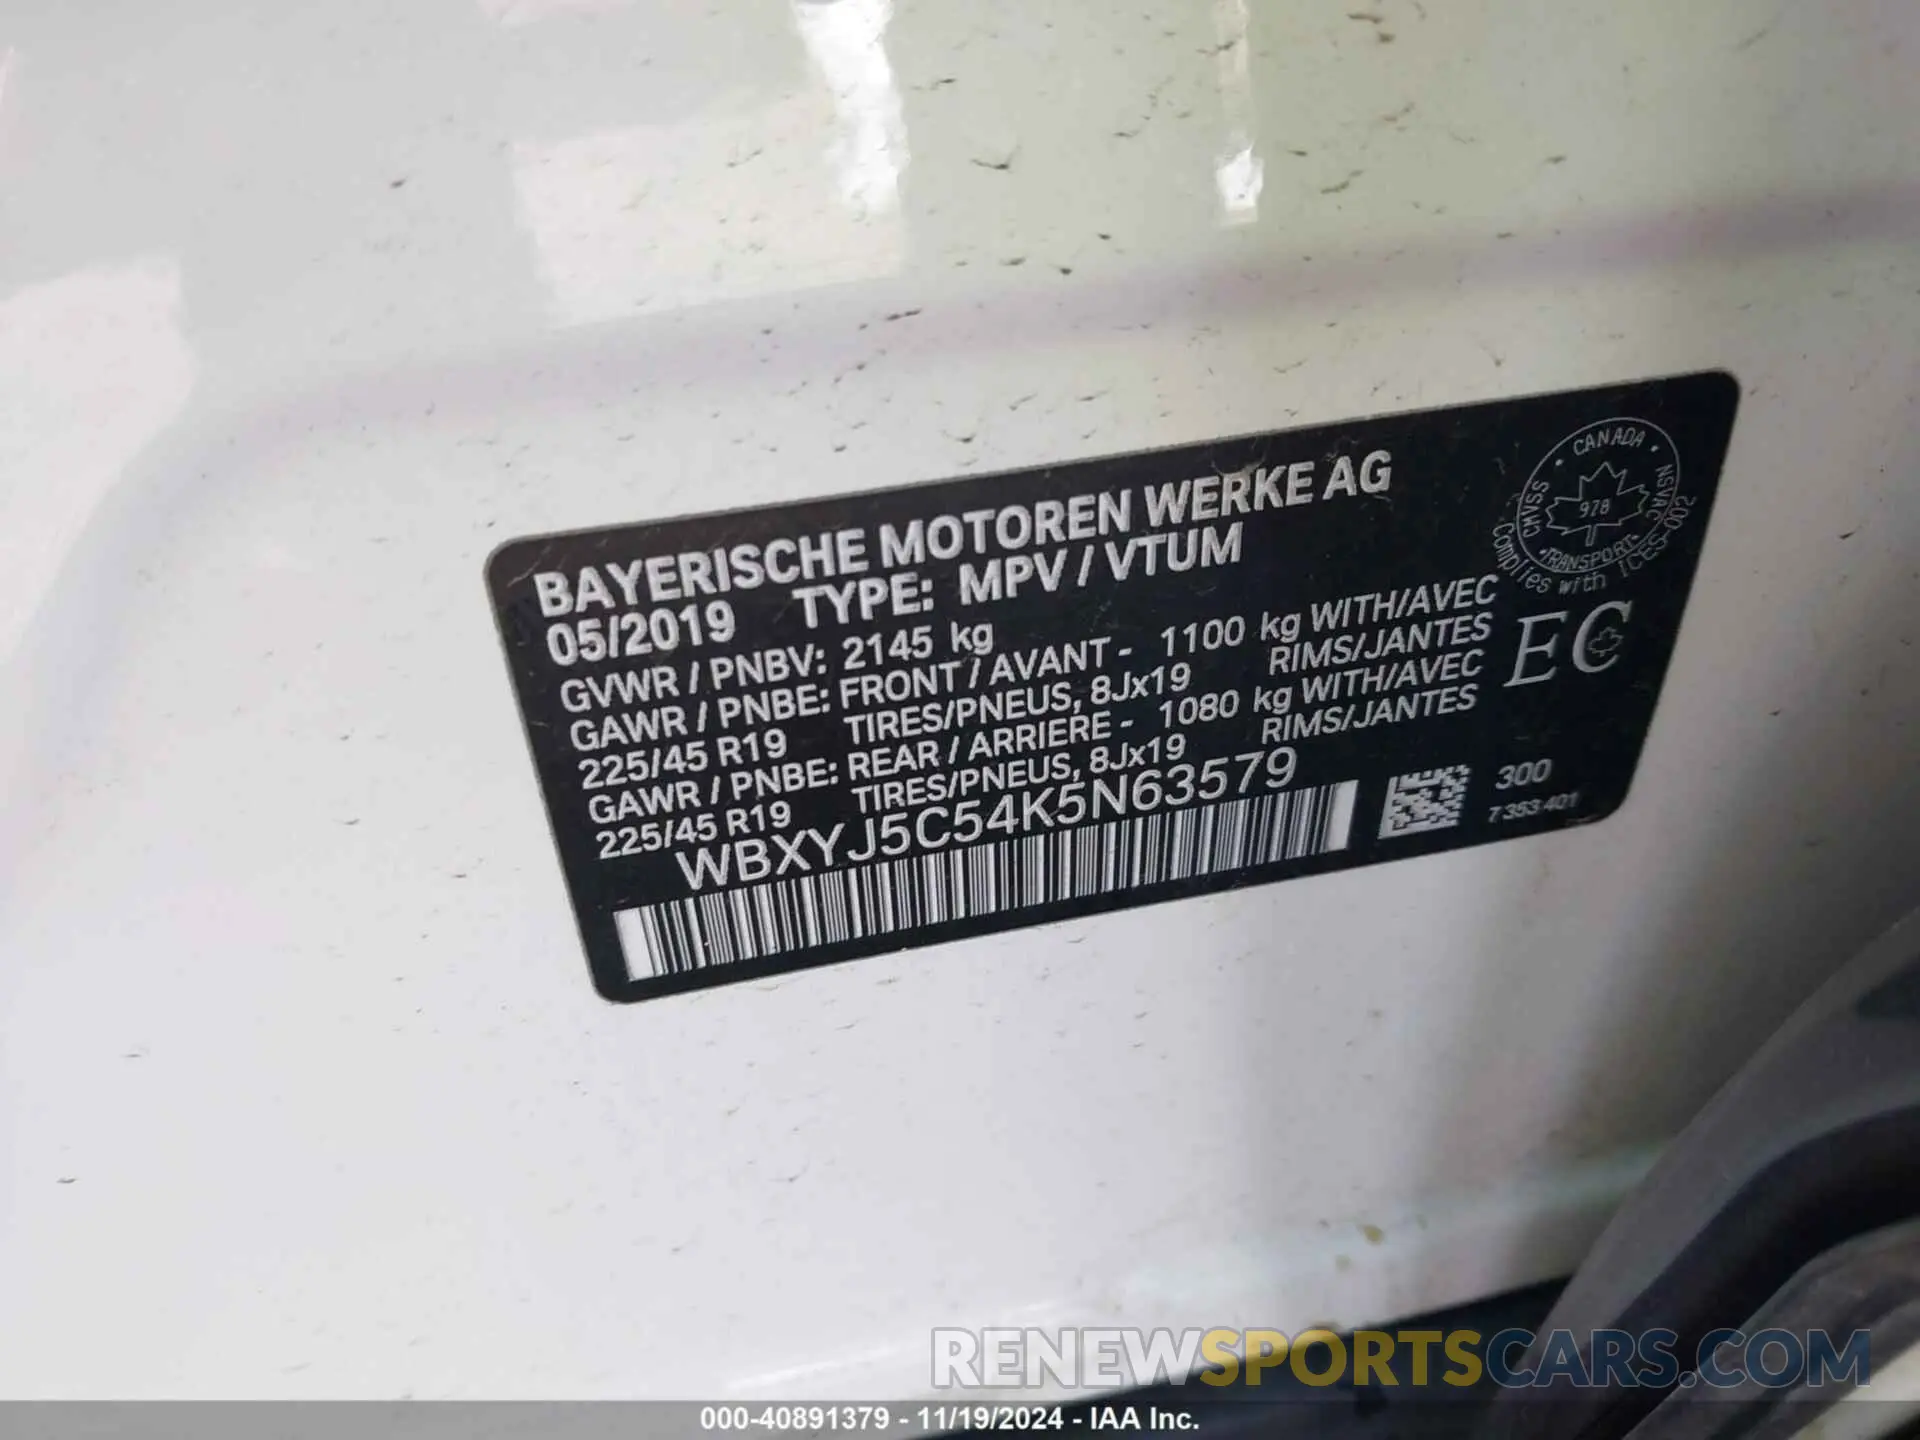 BAYERISCHE MOTOREN WERKE AG
05/2019 TYPE: MPV / VTUM
GVWR / PNBV: 2145 kg
GAWR / PNBE: FRONT / AVANT - 1100 kg WITH/AVEC
225/45 R19 TIRES/PNEUS, 8Jx19 RIMS/JANTES
GAWR / PNBE: REAR / ARRIERE - 1080 kg WITH/AVEC
225/45 R19 TIRES/PNEUS, 8Jx19 RIMS/JANTES
WBXYJ5C54K5N63579
CANADA
CMVSS NSVAC
978
TRANSPORT
Complies with ICES-002
EC
300
7 353 401
RENEWSPORTSCARS.COM
000-40891379 - 11/19/2024 - IAA Inc.